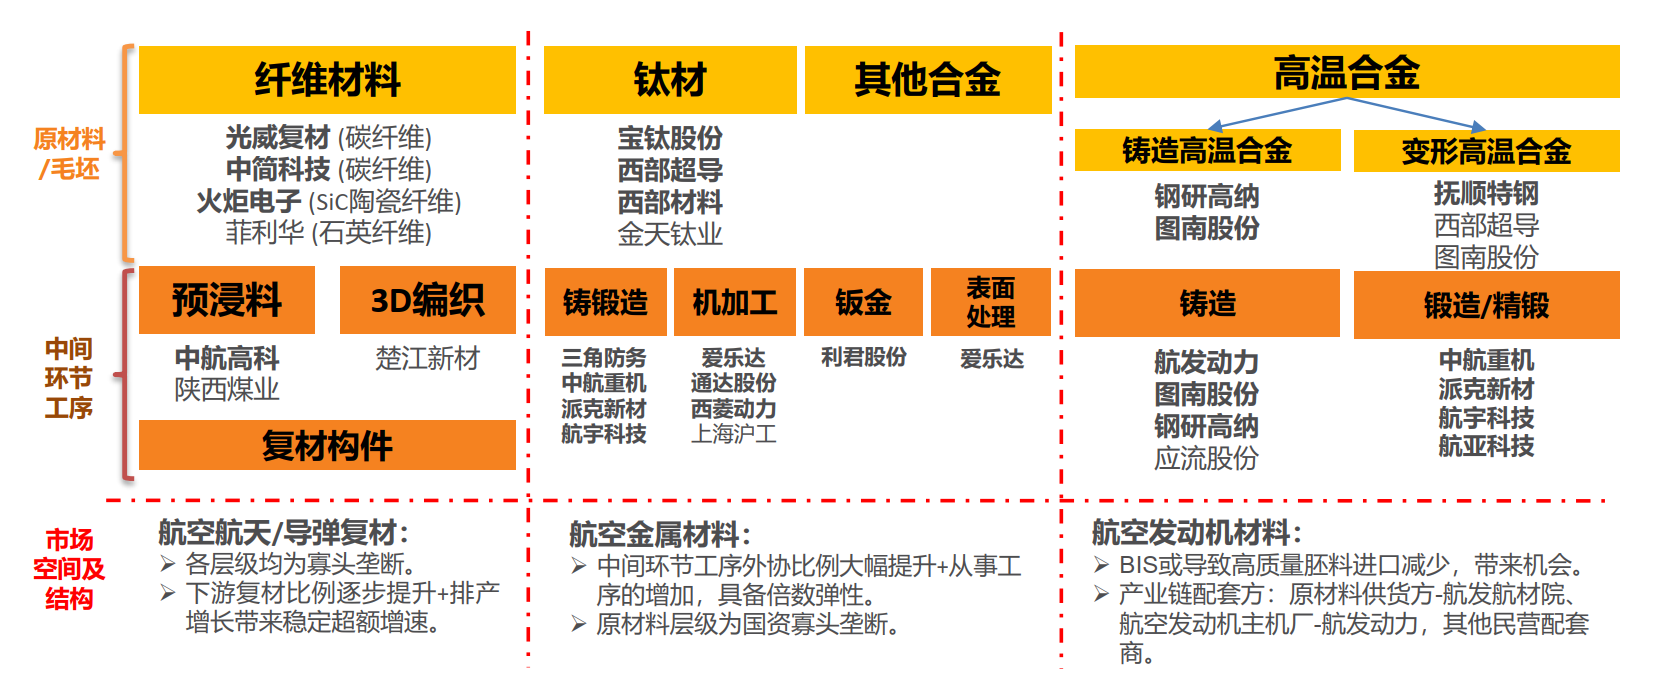 原材料
/毛坯
纤维材料
光威复材 (碳纤维)
中简科技 (碳纤维)
火炬电子 (SiC陶瓷纤维)
菲利华 (石英纤维)
钛材
宝钛股份
西部超导
西部材料
金天钛业
其他合金
高温合金
铸造高温合金
钢研高纳
图南股份
变形高温合金
抚顺特钢
西部超导
图南股份
中间
环节
工序
预浸料
中航高科
陕西煤业
3D编织
楚江新材
复材构件
铸锻造
三角防务
中航重机
派克新材
航宇科技
机加工
爱乐达
通达股份
西菱动力
上海沪工
钣金
利君股份
表面
处理
爱乐达
铸造
航发动力
图南股份
钢研高纳
应流股份
锻造/精锻
中航重机
派克新材
航宇科技
航亚科技
市场
空间及
结构
航空航天/导弹复材：
➢ 各层级均为寡头垄断。
➢ 下游复材比例逐步提升+排产
增长带来稳定超额增速。
航空金属材料：
➢ 中间环节工序外协比例大幅提升+从事工
序的增加，具备倍数弹性。
➢ 原材料层级为国资寡头垄断。
航空发动机材料：
➢ BIS或导致高质量胚料进口减少，带来机会。
➢ 产业链配套方：原材料供货方-航发航材院、
航空发动机主机厂-航发动力，其他民营配套
商。